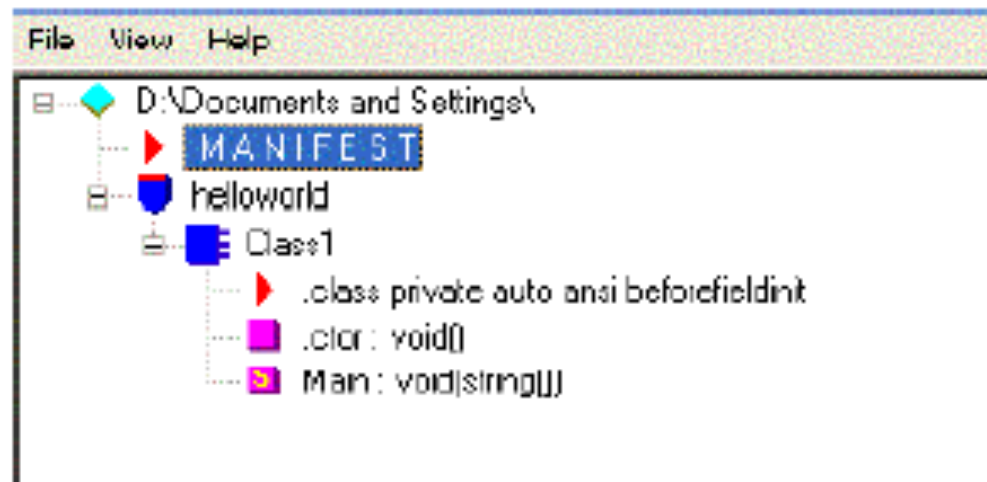 File View Help
D:\Documents and Settings\
MANIFEST
helloworld
Class1
.class private auto ansi beforefieldinit
.ctor : void()
Main : void(string[])